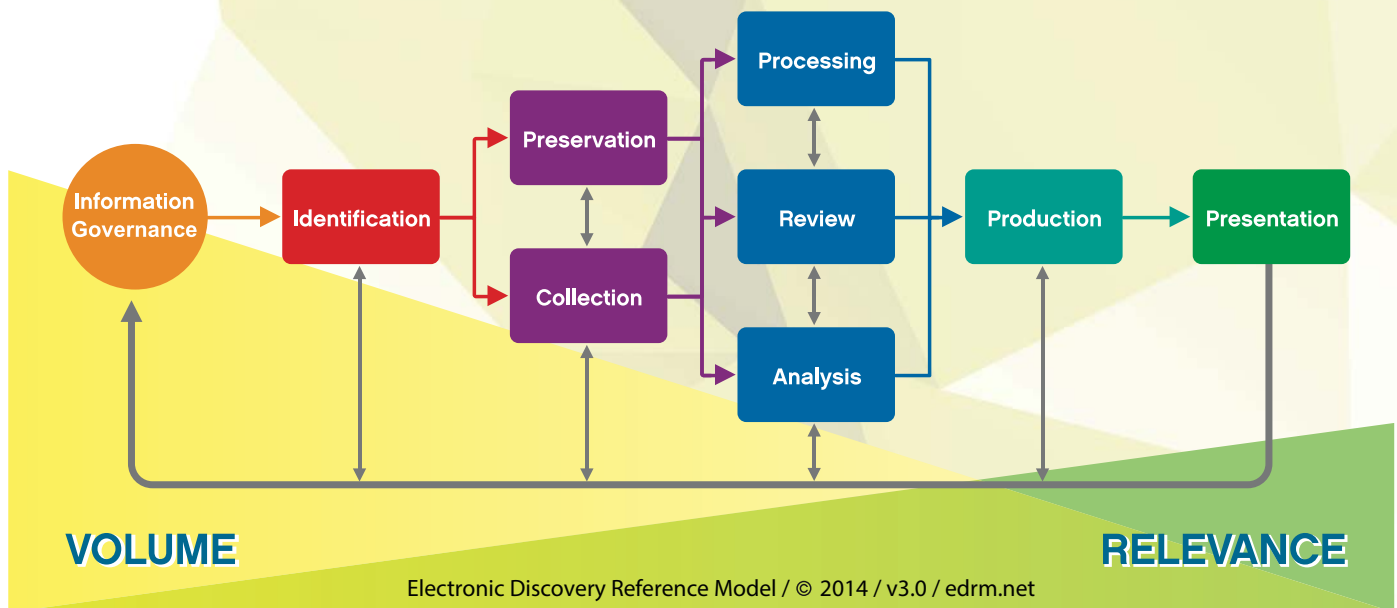 Information
Governance
Identification
Preservation
Collection
Processing
Review
Analysis
Production
Presentation
VOLUME
RELEVANCE
Electronic Discovery Reference Model / © 2014 / v3.0 / edrm.net